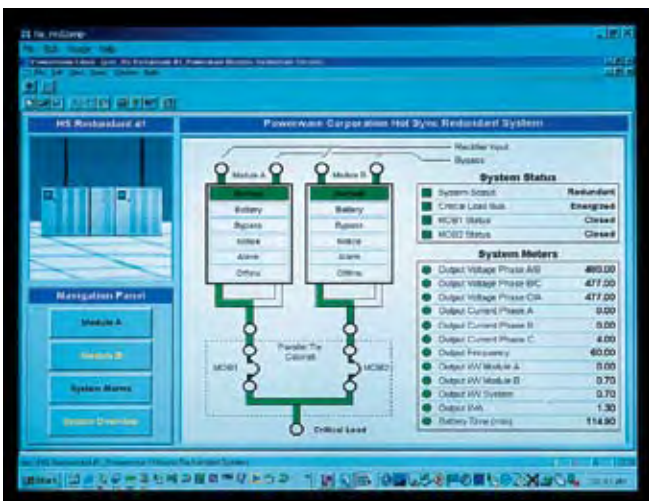 File Edit Help
HS Redundant #1
Powerware Corporation Hot Sync Redundant System
Rectifier Input
Bypass
Module A
Module B
Normal
Normal
Battery
Battery
Bypass
Bypass
Notice
Notice
Alarm
Alarm
Offline
Offline
Parallel Tie
Cabinet
MOB1
MOB2
Critical Load
System Status
System Status Redundant
Critical Load Bus Energized
MOB1 Status Closed
MOB2 Status Closed
System Meters
Output Voltage Phase A/B 480.00
Output Voltage Phase B/C 477.00
Output Voltage Phase C/A 477.00
Output Current Phase A 0.00
Output Current Phase B 0.00
Output Current Phase C 4.00
Output Frequency 60.00
Output kW Module A 0.00
Output kW Module B 0.70
Output kW System 0.70
Output kVA 1.30
Battery Time (min) 114.90
Navigation Panel
Module A
Module B
System Alarms
System Overview
Start